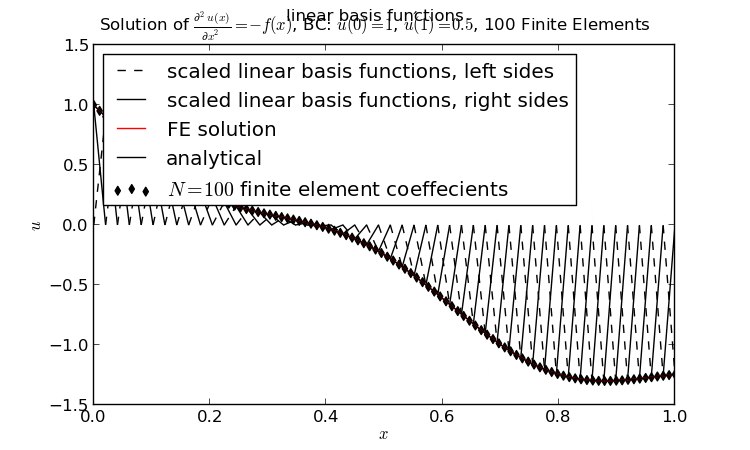 linear basis functions,
Solution of ∂² u(x)/∂x² = −f(x), BC: u(0)=1, u′(1)=0.5, 100 Finite Elements
1.5
1.0
0.5
0.0
−0.5
−1.0
−1.5
u
scaled linear basis functions, left sides
scaled linear basis functions, right sides
FE solution
analytical
N=100 finite element coeffecients
0.0 0.2 0.4 0.6 0.8 1.0
x